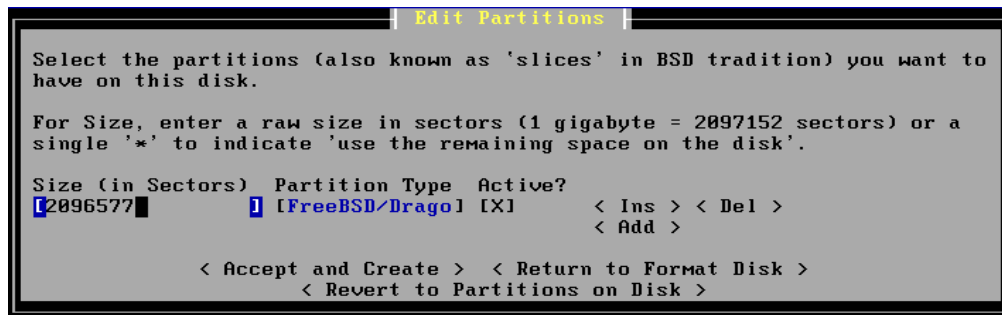 Edit Partitions
Select the partitions (also known as 'slices' in BSD tradition) you want to
have on this disk.
For Size, enter a raw size in sectors (1 gigabyte = 2097152 sectors) or a
single '*' to indicate 'use the remaining space on the disk'.
Size (in Sectors) Partition Type Active?
[2096577 ] [FreeBSD/Drago] [X] < Ins > < Del >
< Add >
< Accept and Create > < Return to Format Disk >
< Revert to Partitions on Disk >